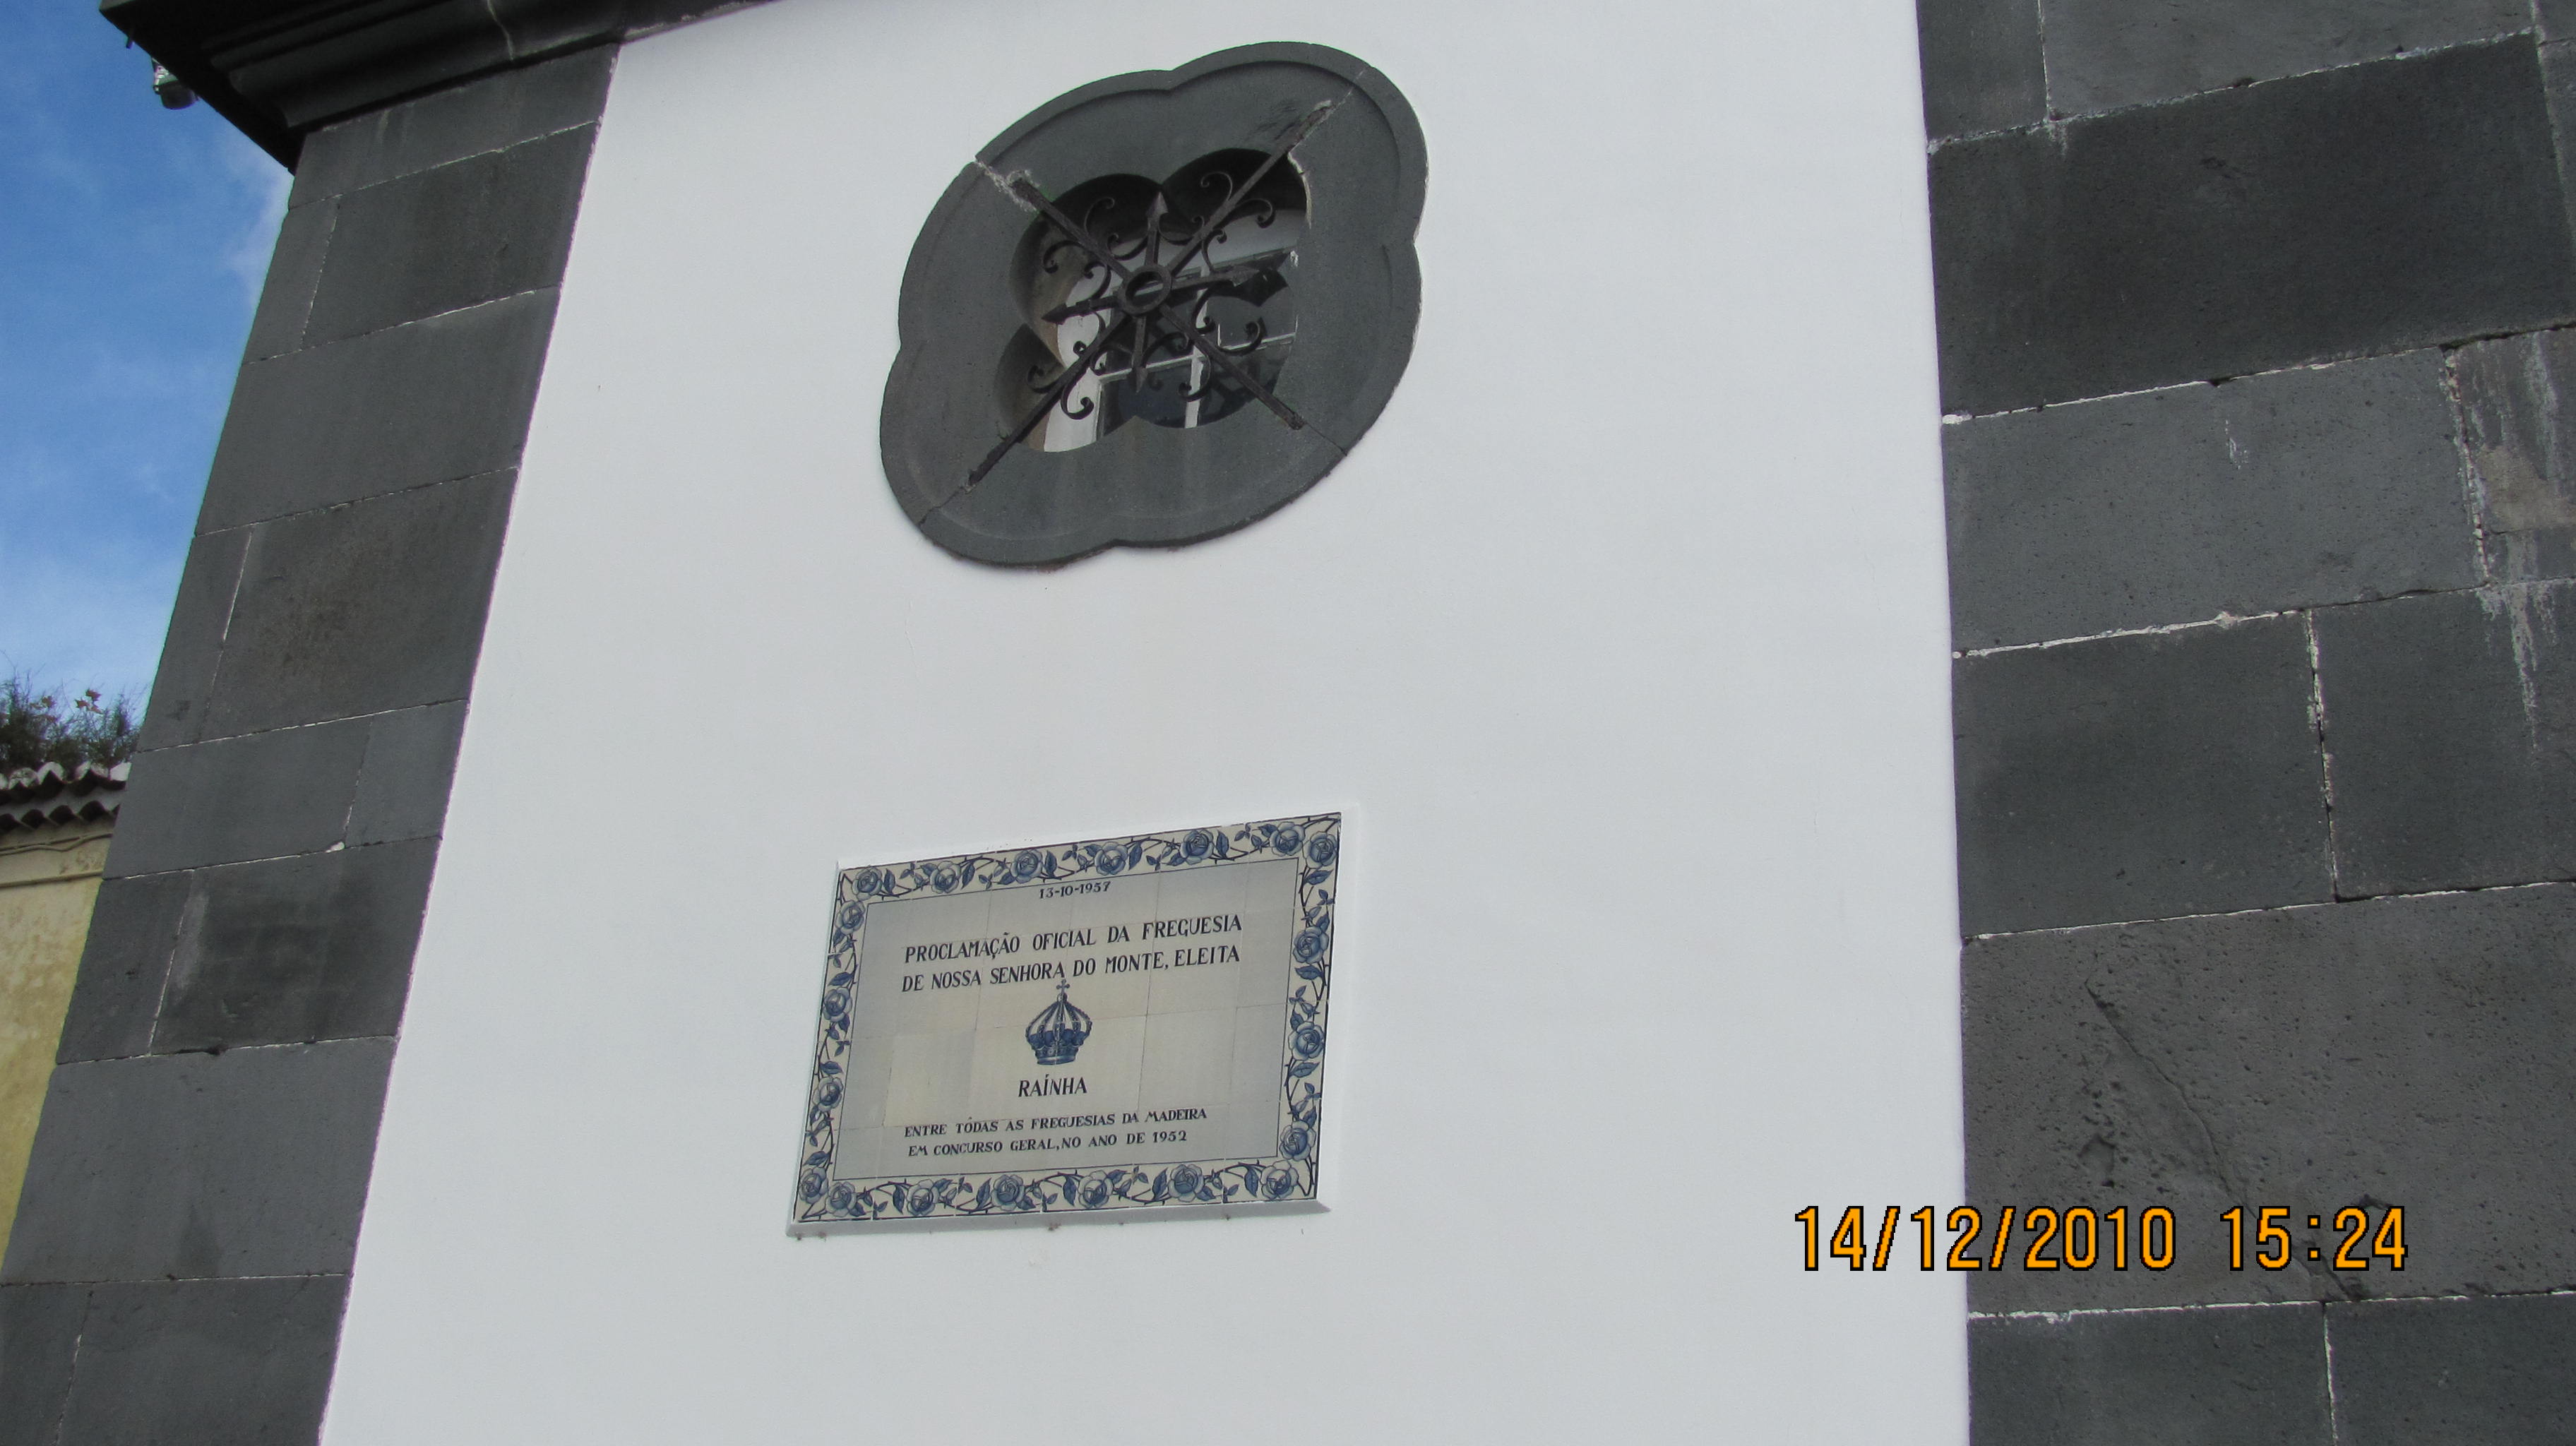 13-10-1957
PROCLAMAÇÃO OFICIAL DA FREGUESIA
DE NOSSA SENHORA DO MONTE, ELEITA
RAÍNHA
ENTRE TÔDAS AS FREGUESIAS DA MADEIRA
EM CONCURSO GERAL, NO ANO DE 1952
14/12/2010 15:24